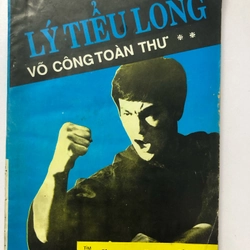 LÝ TIỂU LONG
VÕ CÔNG TOÀN THƯ **